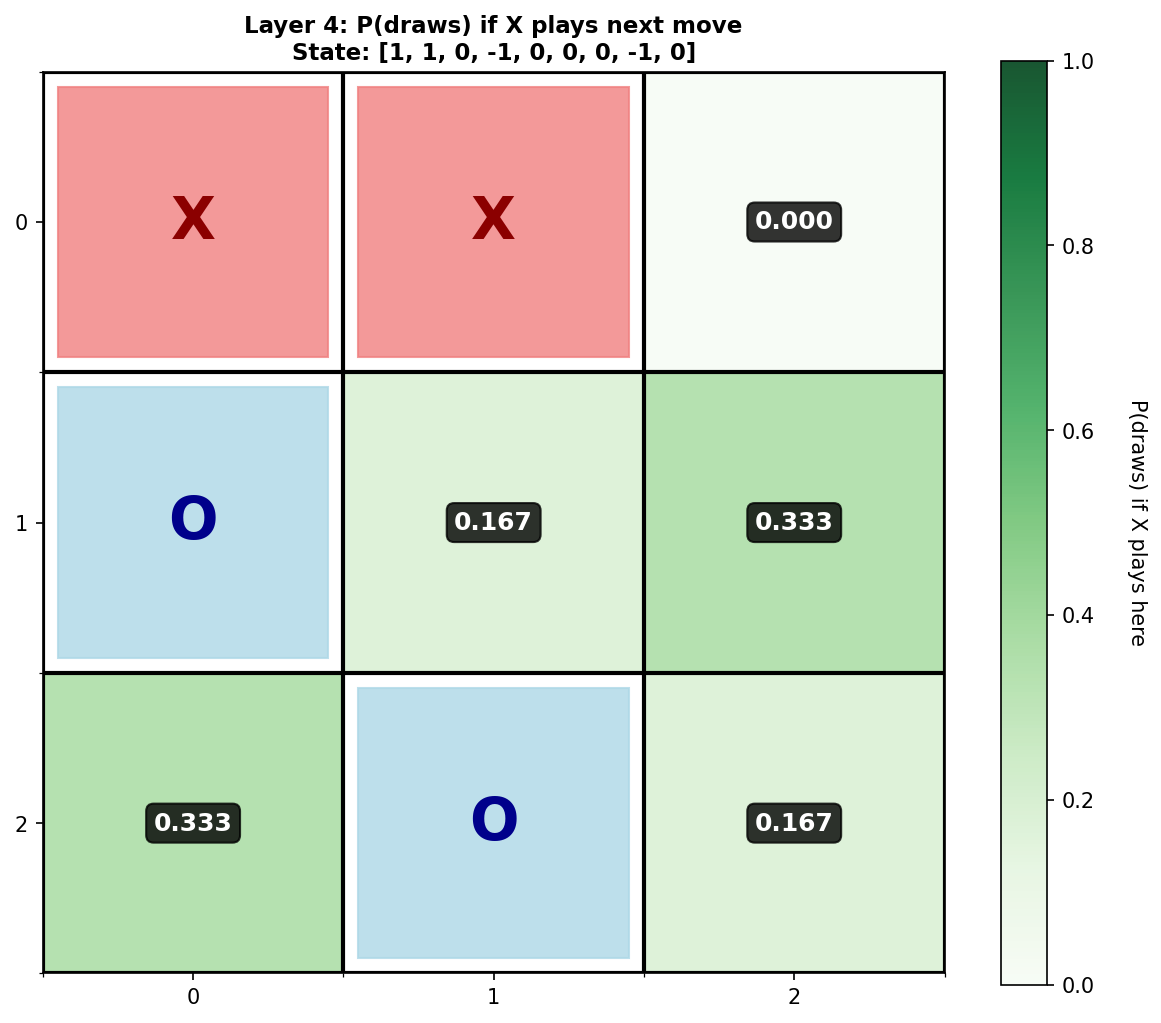 Layer 4: P(draws) if X plays next move
State: [1, 1, 0, -1, 0, 0, 0, -1, 0]
1.0
0.8
0.6
0.4
0.2
0.0
P(draws) if X plays here
0
X
X
0.000
1
O
0.167
0.333
2
0.333
O
0.167
0
1
2